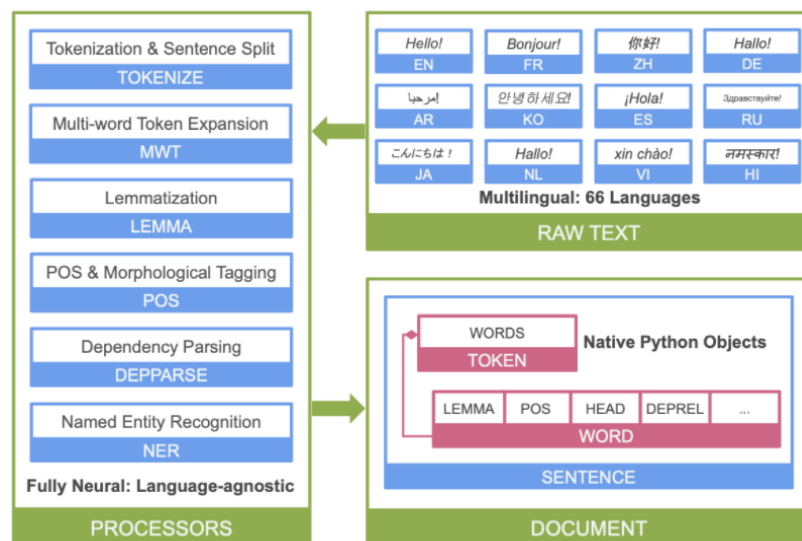 Tokenization & Sentence Split
TOKENIZE
Multi-word Token Expansion
MWT
Lemmatization
LEMMA
POS & Morphological Tagging
POS
Dependency Parsing
DEPPARSE
Named Entity Recognition
NER
Fully Neural: Language-agnostic
PROCESSORS
Hello!
EN
Bonjour!
FR
你好!
ZH
Hallo!
DE
مرحبا!
AR
안녕하세요!
KO
¡Hola!
ES
Здравствуйте!
RU
こんにちは！
JA
Hallo!
NL
xin chào!
VI
नमस्कार!
HI
Multilingual: 66 Languages
RAW TEXT
WORDS
TOKEN
Native Python Objects
LEMMA POS HEAD DEPREL ...
WORD
SENTENCE
DOCUMENT